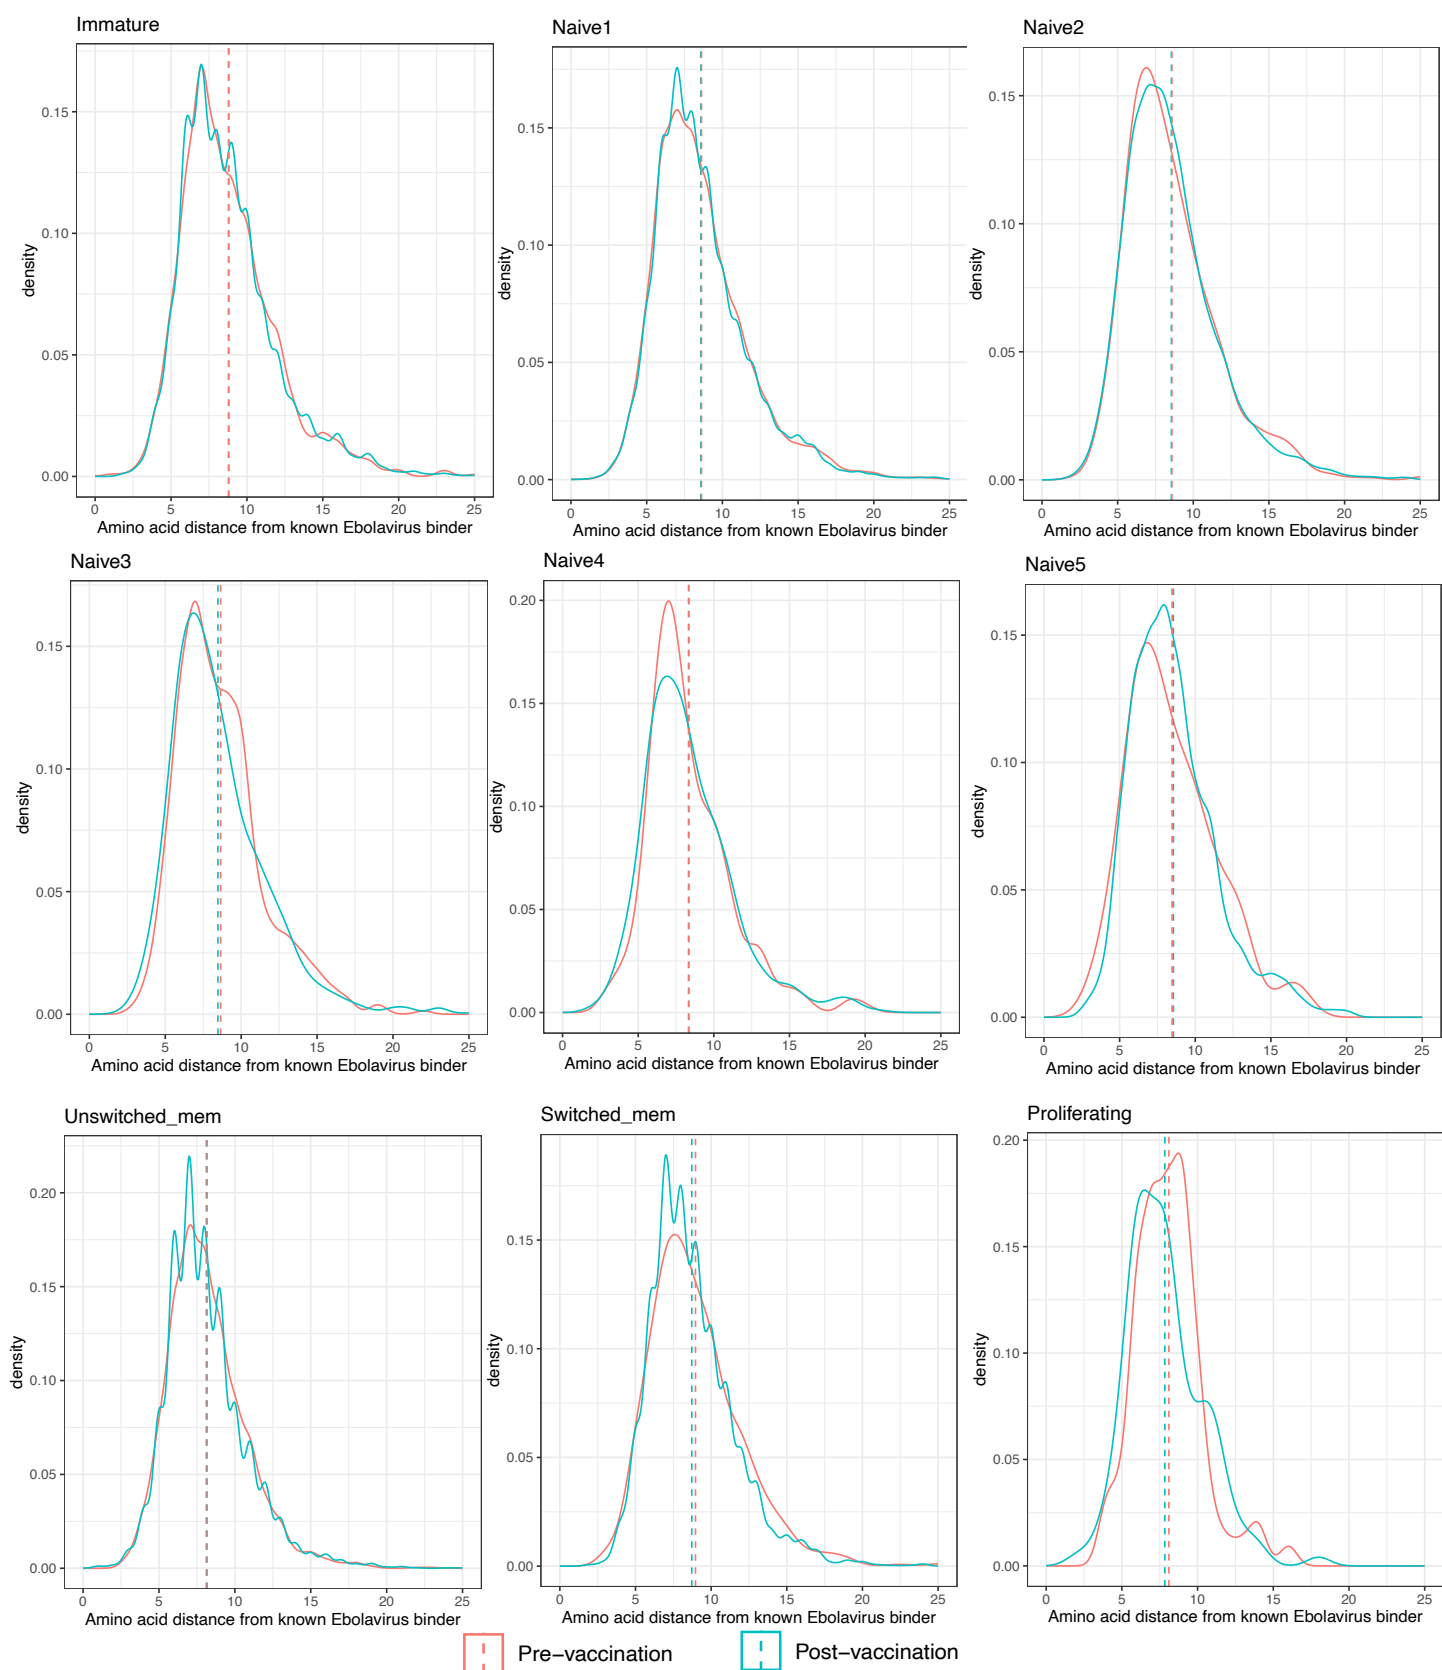 Immature
Naive1
Naive2
0.15
0.10
0.05
0.00
density
0 5 10 15 20 25
Amino acid distance from known Ebolavirus binder
0.15
0.10
0.05
0.00
density
0 5 10 15 20 25
Amino acid distance from known Ebolavirus binder
0.15
0.10
0.05
0.00
density
0 5 10 15 20 25
Amino acid distance from known Ebolavirus binder
Naive3
Naive4
Naive5
0.15
0.10
0.05
0.00
density
0 5 10 15 20 25
Amino acid distance from known Ebolavirus binder
0.20
0.15
0.10
0.05
0.00
density
0 5 10 15 20 25
Amino acid distance from known Ebolavirus binder
0.15
0.10
0.05
0.00
density
0 5 10 15 20 25
Amino acid distance from known Ebolavirus binder
Unswitched_mem
Switched_mem
Proliferating
0.20
0.15
0.10
0.05
0.00
density
0 5 10 15 20 25
Amino acid distance from known Ebolavirus binder
0.15
0.10
0.05
0.00
density
0 5 10 15 20 25
Amino acid distance from known Ebolavirus binder
0.20
0.15
0.10
0.05
0.00
density
0 5 10 15 20 25
Amino acid distance from known Ebolavirus binder
Pre−vaccination
Post−vaccination